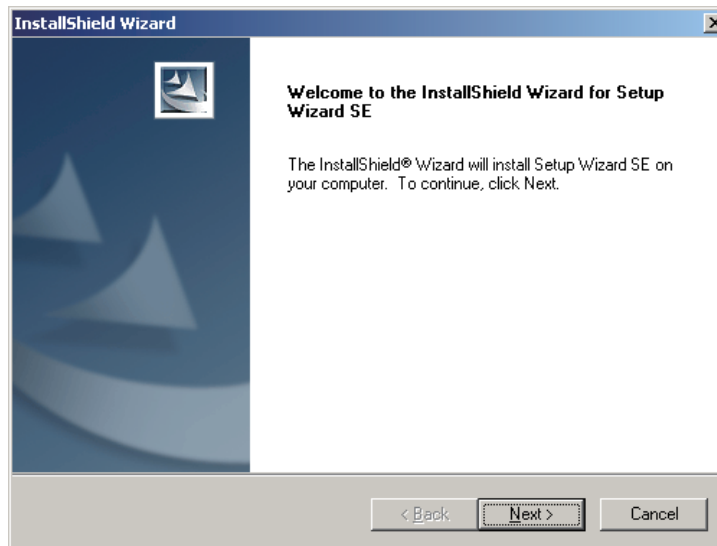 InstallShield Wizard
Welcome to the InstallShield Wizard for Setup
Wizard SE
The InstallShield® Wizard will install Setup Wizard SE on
your computer. To continue, click Next.
< Back
Next >
Cancel